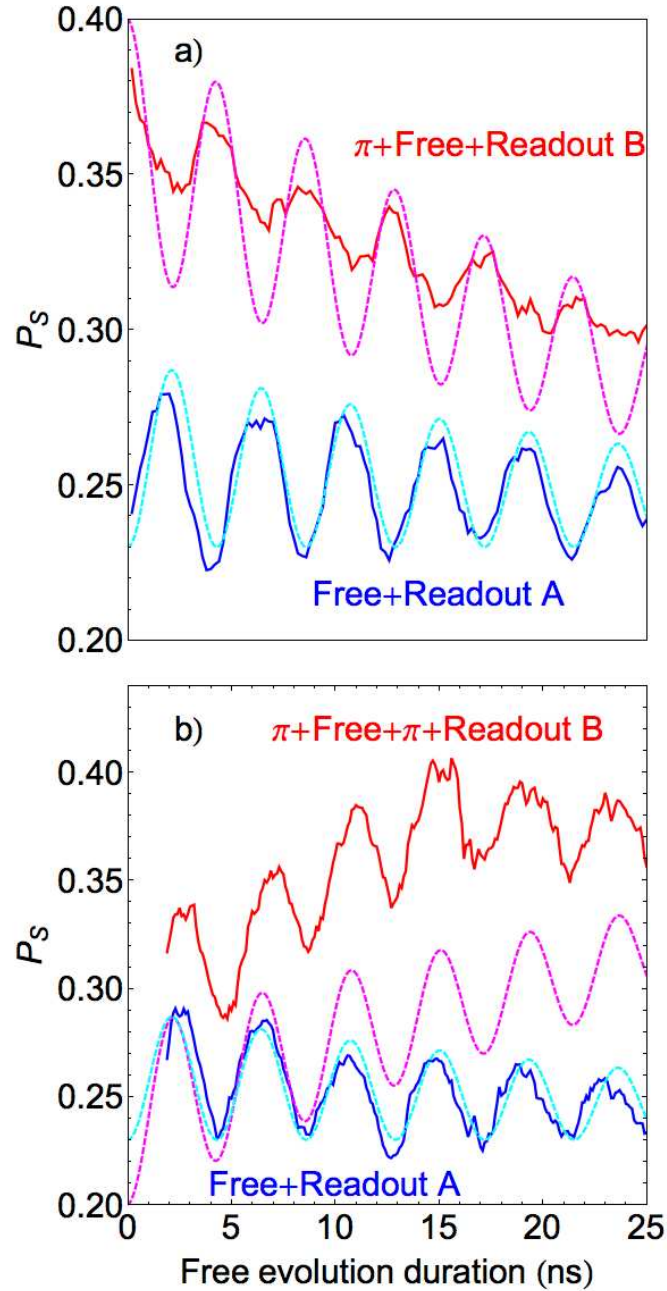 0.40
a)
π+Free+Readout B
0.35
Ps
0.30
0.25
Free+Readout A
0.20
b)
π+Free+π+Readout B
0.40
0.35
Ps
0.30
0.25
Free+Readout A
0.20
0 5 10 15 20 25
Free evolution duration (ns)